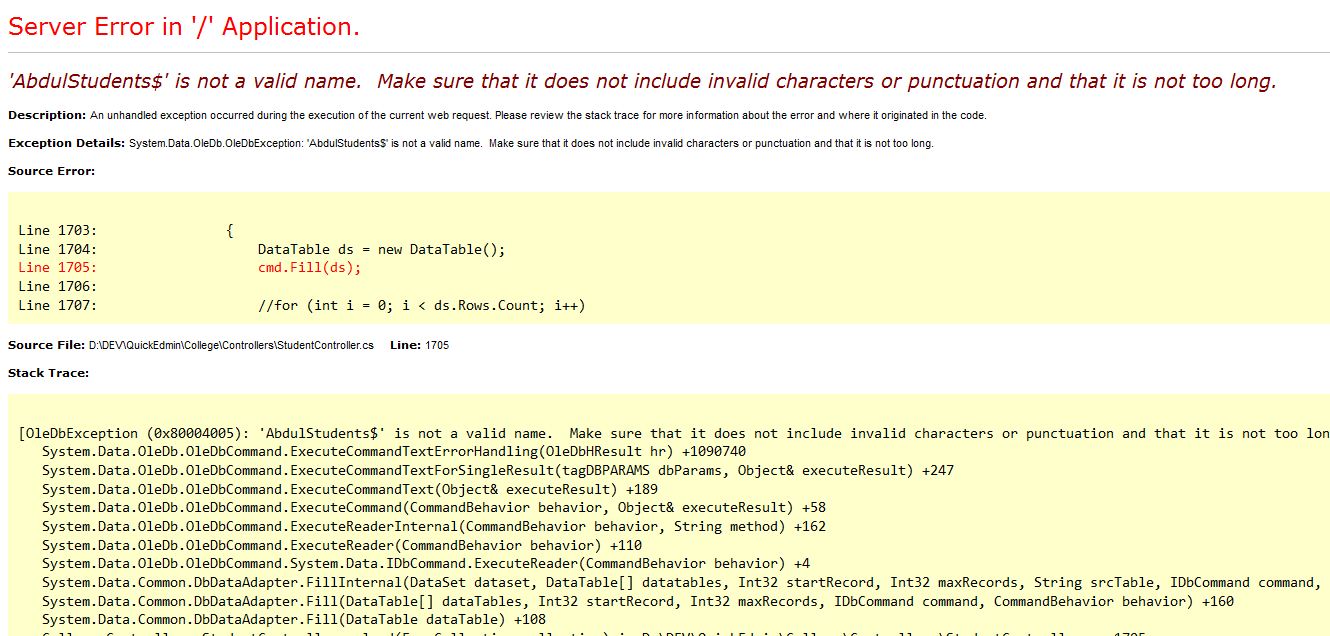 Server Error in '/' Application.
'AbdulStudents$' is not a valid name.  Make sure that it does not include invalid characters or punctuation and that it is not too long.
Description: An unhandled exception occurred during the execution of the current web request. Please review the stack trace for more information about the error and where it originated in the code.
Exception Details: System.Data.OleDb.OleDbException: 'AbdulStudents$' is not a valid name.  Make sure that it does not include invalid characters or punctuation and that it is not too long.
Source Error:
Line 1703:                {
Line 1704:                    DataTable ds = new DataTable();
Line 1705:                    cmd.Fill(ds);
Line 1706:
Line 1707:                    //for (int i = 0; i < ds.Rows.Count; i++)
Source File: D:\DEV\QuickEdmin\College\Controllers\StudentController.cs    Line: 1705
Stack Trace:
[OleDbException (0x80004005): 'AbdulStudents$' is not a valid name.  Make sure that it does not include invalid characters or punctuation and that it is not too lon
   System.Data.OleDb.OleDbCommand.ExecuteCommandTextErrorHandling(OleDbHResult hr) +1090740
   System.Data.OleDb.OleDbCommand.ExecuteCommandTextForSingleResult(tagDBPARAMS dbParams, Object& executeResult) +247
   System.Data.OleDb.OleDbCommand.ExecuteCommandText(Object& executeResult) +189
   System.Data.OleDb.OleDbCommand.ExecuteCommand(CommandBehavior behavior, Object& executeResult) +58
   System.Data.OleDb.OleDbCommand.ExecuteReaderInternal(CommandBehavior behavior, String method) +162
   System.Data.OleDb.OleDbCommand.ExecuteReader(CommandBehavior behavior) +110
   System.Data.OleDb.OleDbCommand.System.Data.IDbCommand.ExecuteReader(CommandBehavior behavior) +4
   System.Data.Common.DbDataAdapter.FillInternal(DataSet dataset, DataTable[] datatables, Int32 startRecord, Int32 maxRecords, String srcTable, IDbCommand command,
   System.Data.Common.DbDataAdapter.Fill(DataTable[] dataTables, Int32 startRecord, Int32 maxRecords, IDbCommand command, CommandBehavior behavior) +160
   System.Data.Common.DbDataAdapter.Fill(DataTable dataTable) +108